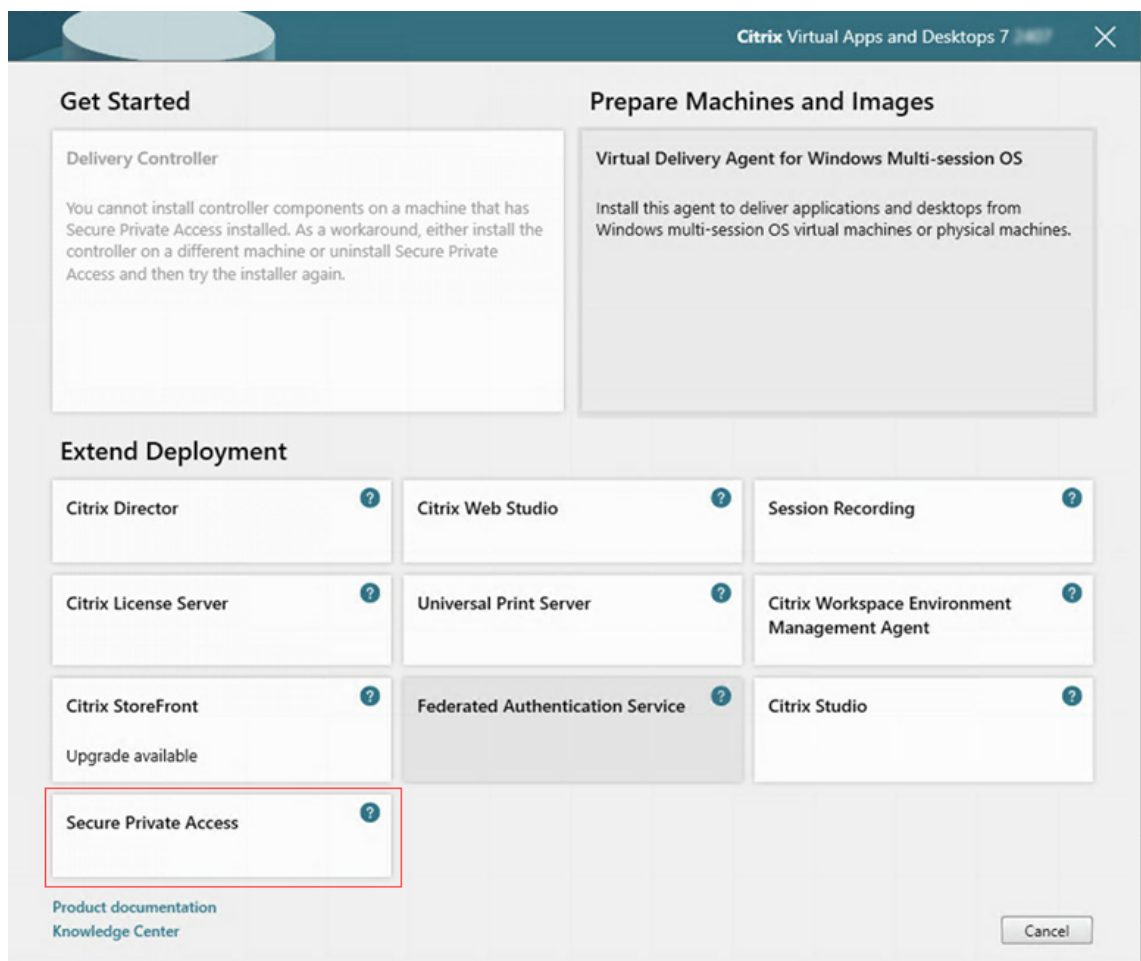 Citrix Virtual Apps and Desktops 7
Get Started
Delivery Controller
You cannot install controller components on a machine that has
Secure Private Access installed. As a workaround, either install the
controller on a different machine or uninstall Secure Private
Access and then try the installer again.
Prepare Machines and Images
Virtual Delivery Agent for Windows Multi-session OS
Install this agent to deliver applications and desktops from
Windows multi-session OS virtual machines or physical machines.
Extend Deployment
Citrix Director ?
Citrix Web Studio ?
Session Recording ?
Citrix License Server ?
Universal Print Server ?
Citrix Workspace Environment ?
Management Agent
Citrix StoreFront ?
Upgrade available
Federated Authentication Service ?
Citrix Studio ?
Secure Private Access ?
Product documentation
Knowledge Center
Cancel